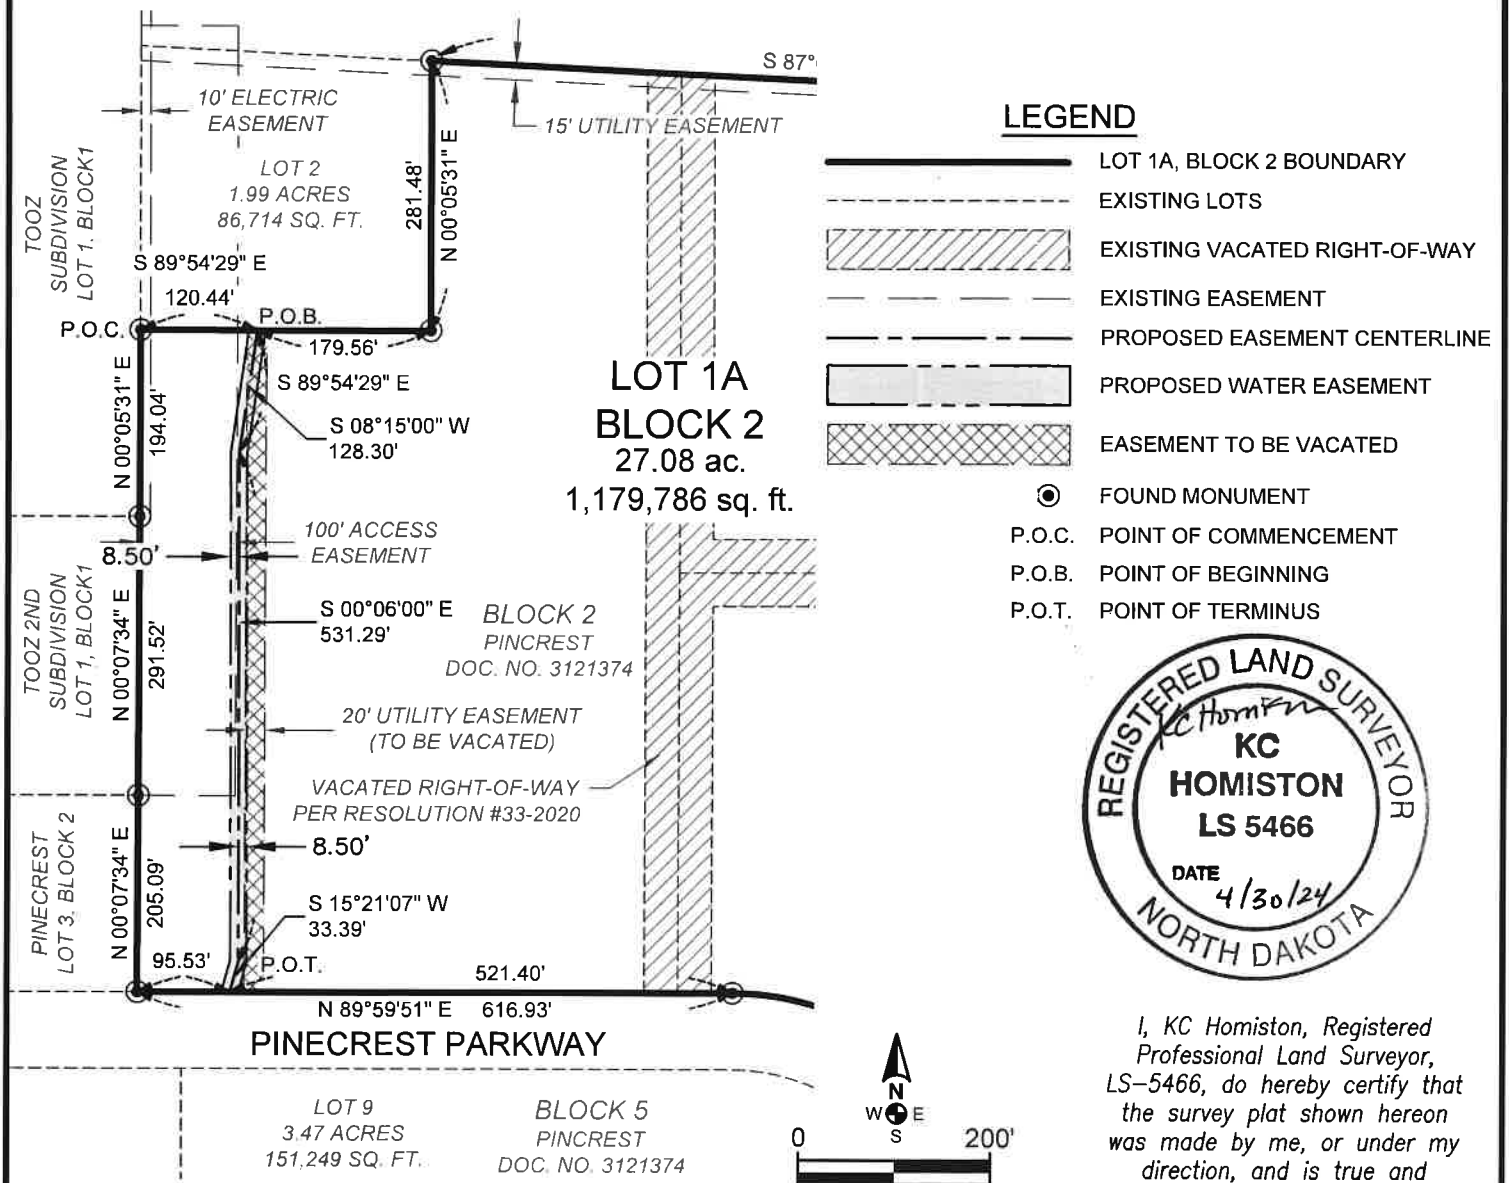 S 87°
10' ELECTRIC
EASEMENT
15' UTILITY EASEMENT
TOOZ
SUBDIVISION
LOT 1. BLOCK1
LOT 2
1.99 ACRES
86,714 SQ. FT.
281.48'
N 00°05'31" E
S 89°54'29" E
120.44'
P.O.C.
P.O.B.
179.56'
S 89°54'29" E
N 00°05'31" E
194.04'
S 08°15'00" W
128.30'
LOT 1A
BLOCK 2
27.08 ac.
1,179,786 sq. ft.
100' ACCESS
EASEMENT
8.50'
TOOZ 2ND
SUBDIVISION
LOT 1, BLOCK1
N 00°07'34" E
291.52'
S 00°06'00" E
531.29'
BLOCK 2
PINCREST
DOC. NO. 3121374
20' UTILITY EASEMENT
(TO BE VACATED)
VACATED RIGHT-OF-WAY
PER RESOLUTION #33-2020
8.50'
PINECREST
LOT 3, BLOCK 2
N 00°07'34" E
205.09'
S 15°21'07" W
33.39'
95.53'
P.O.T.
521.40'
N 89°59'51" E 616.93'
PINECREST PARKWAY
LOT 9
3.47 ACRES
151,249 SQ. FT.
BLOCK 5
PINCREST
DOC. NO. 3121374
LEGEND
LOT 1A, BLOCK 2 BOUNDARY
EXISTING LOTS
EXISTING VACATED RIGHT-OF-WAY
EXISTING EASEMENT
PROPOSED EASEMENT CENTERLINE
PROPOSED WATER EASEMENT
EASEMENT TO BE VACATED
FOUND MONUMENT
P.O.C. POINT OF COMMENCEMENT
P.O.B. POINT OF BEGINNING
P.O.T. POINT OF TERMINUS
REGISTERED LAND SURVEYOR
KC Homiston
KC
HOMISTON
LS 5466
DATE
4/30/24
NORTH DAKOTA
N
W E
S
0 200'
I, KC Homiston, Registered
Professional Land Surveyor,
LS-5466, do hereby certify that
the survey plat shown hereon
was made by me, or under my
direction, and is true and